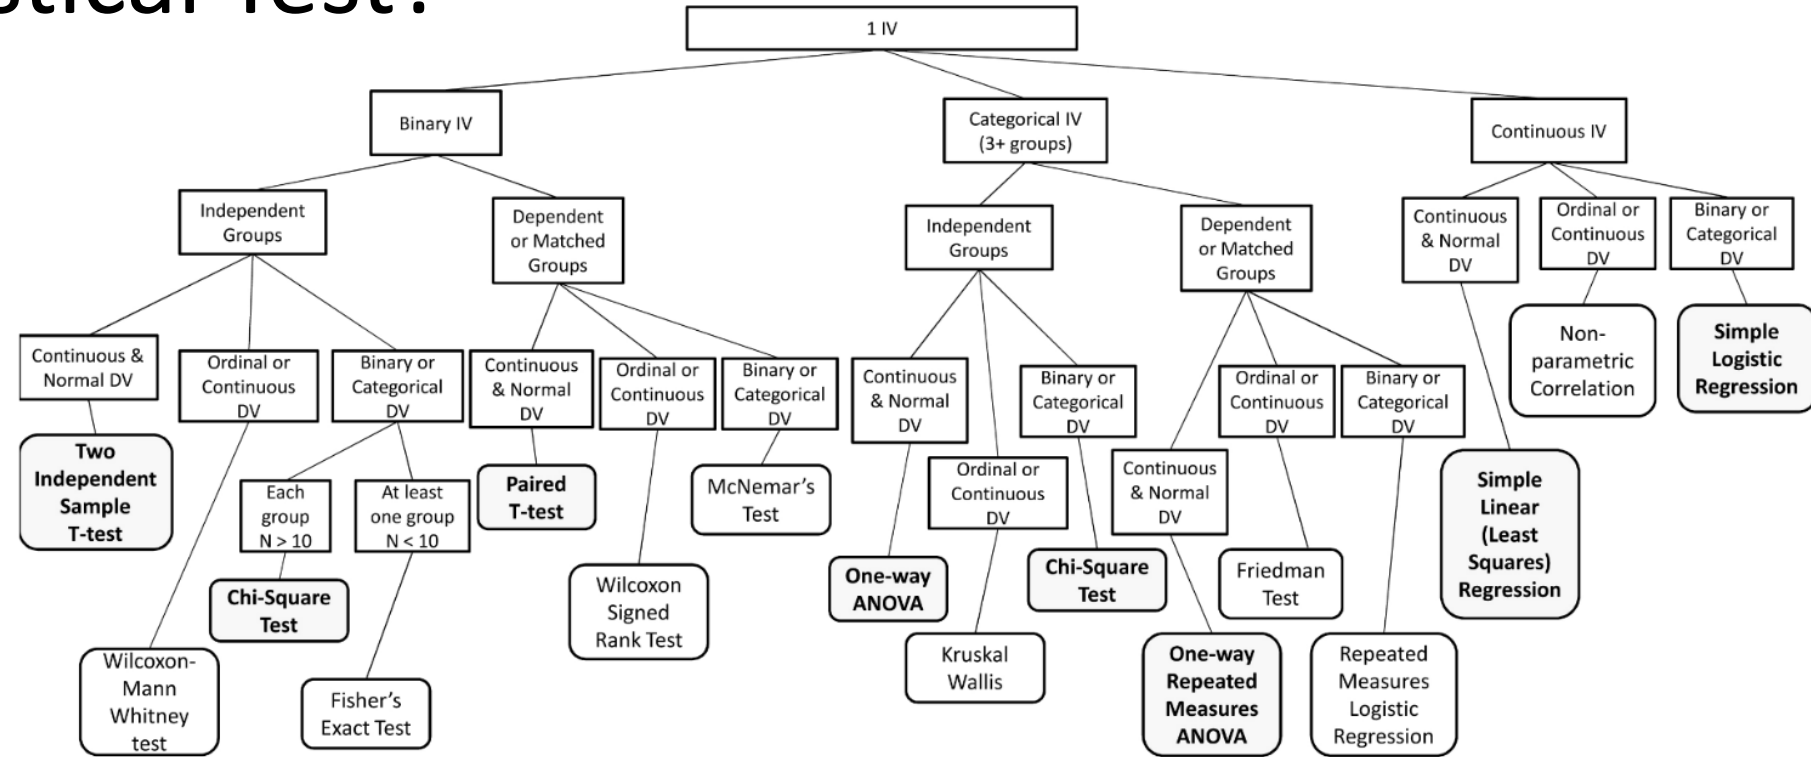 stical Test?
1 IV
Binary IV
Categorical IV
(3+ groups)
Continuous IV
Independent
Groups
Dependent
or Matched
Groups
Independent
Groups
Dependent
or Matched
Groups
Continuous
& Normal
DV
Ordinal or
Continuous
DV
Binary or
Categorical
DV
Continuous &
Normal DV
Ordinal or
Continuous
DV
Binary or
Categorical
DV
Continuous
& Normal
DV
Ordinal or
Continuous
DV
Binary or
Categorical
DV
Continuous
& Normal
DV
Ordinal or
Continuous
DV
Binary or
Categorical
DV
Continuous
& Normal
DV
Ordinal or
Continuous
DV
Binary or
Categorical
DV
Non-
parametric
Correlation
Simple
Logistic
Regression
Two
Independent
Sample
T-test
Each
group
N > 10
At least
one group
N < 10
Paired
T-test
McNemar's
Test
Simple
Linear
(Least
Squares)
Regression
Chi-Square
Test
Wilcoxon
Signed
Rank Test
One-way
ANOVA
Chi-Square
Test
Friedman
Test
Wilcoxon-
Mann
Whitney
test
Fisher's
Exact Test
Kruskal
Wallis
One-way
Repeated
Measures
ANOVA
Repeated
Measures
Logistic
Regression